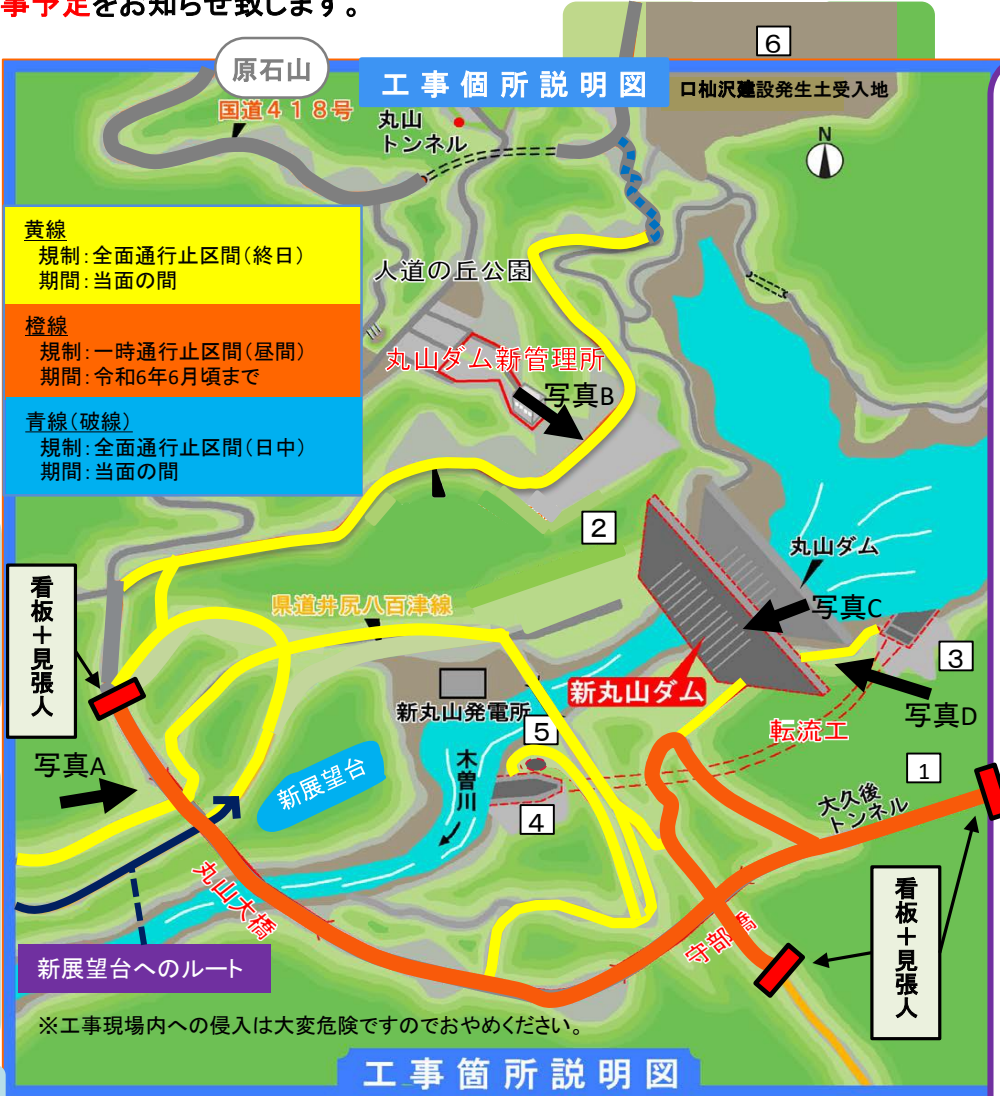 事予定をお知らせ致します。
6
原石山
工事個所説明図
口杣沢建設発生土受入地
国道418号
丸山
トンネル
N
黄線
規制:全面通行止区間(終日)
期間:当面の間
橙線
規制:一時通行止区間(昼間)
期間:令和6年6月頃まで
青線(破線)
規制:全面通行止区間(日中)
期間:当面の間
人道の丘公園
丸山ダム新管理所
写真B
2
丸山ダム
写真C
看板+見張人
県道井尻八百津線
3
新丸山発電所
新丸山ダム
写真D
5
転流工
写真A
新展望台
木曽川
1
大久後
トンネル
4
丸山大橋
守部橋
看板+見張人
新展望台へのルート
※工事現場内への侵入は大変危険ですのでおやめください。
工事箇所説明図